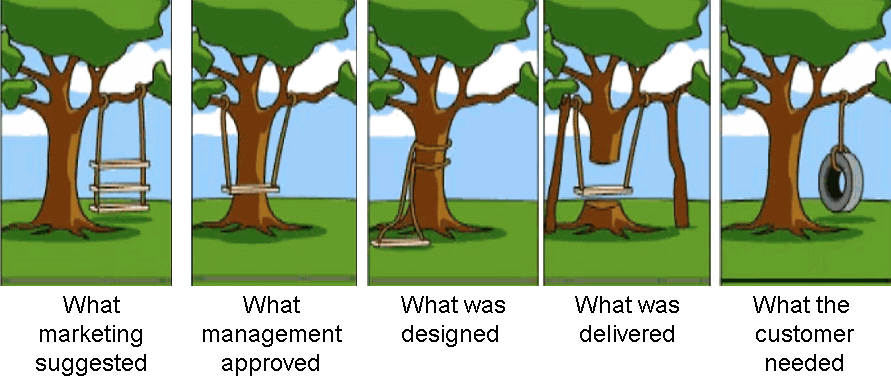 What
marketing
suggested
What
management
approved
What was
designed
What was
delivered
What the
customer
needed